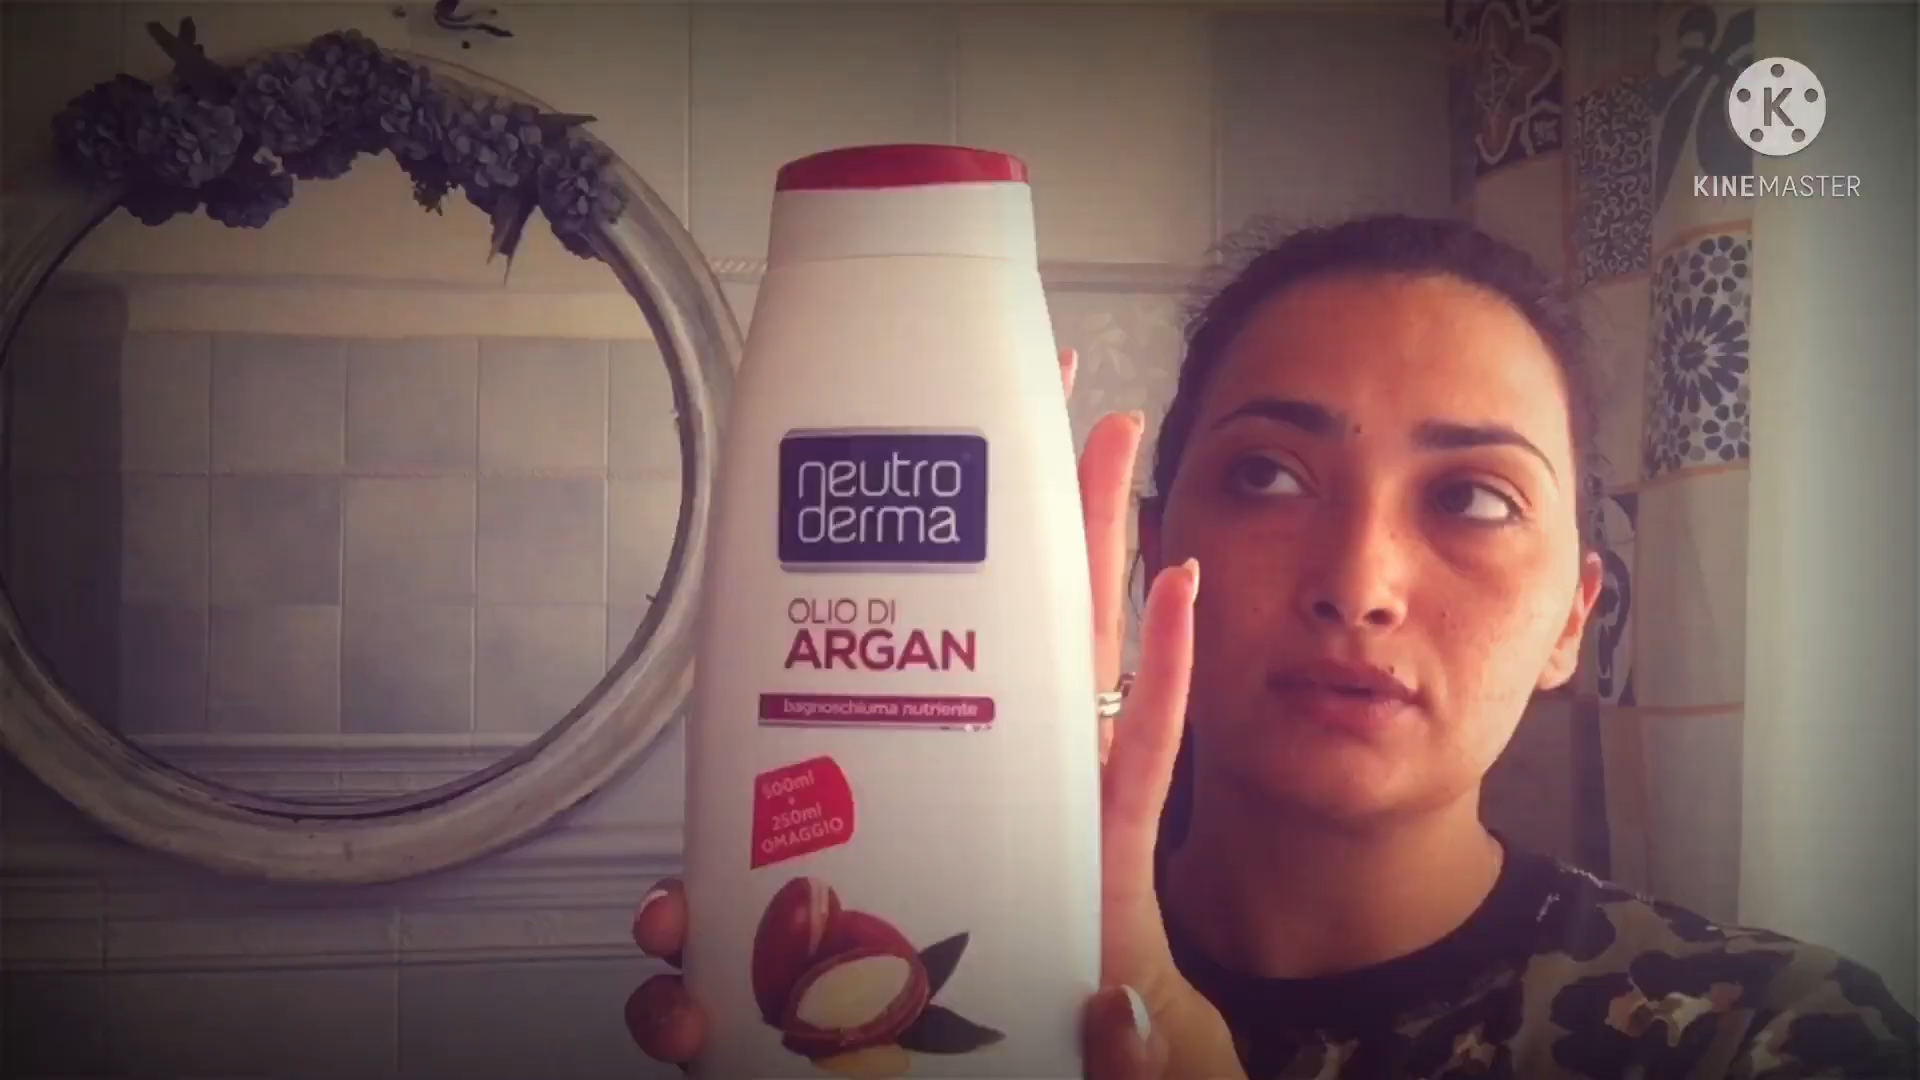 K
KINEMASTER
neutro
derma
OLIO DI
ARGAN
bagnoschiuma nutriente
500ml
+
250ml
OMAGGIO